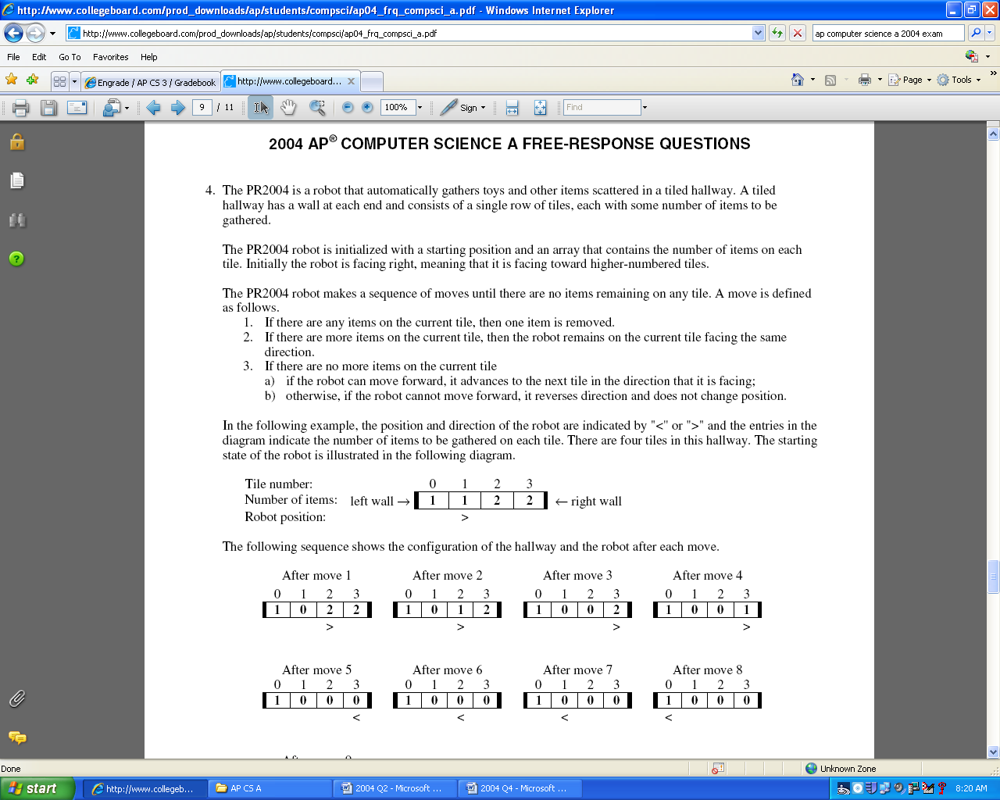 http://www.collegeboard.com/prod_downloads/ap/students/compsci/ap04_frq_compsci_a.pdf - Windows Internet Explorer
http://www.collegeboard.com/prod_downloads/ap/students/compsci/ap04_frq_compsci_a.pdf
ap computer science a 2004 exam
File Edit Go To Favorites Help
Engrade / AP CS 3 / Gradebook
http://www.collegeboard...
Page Tools »
9 / 11
100%
Sign
Find
2004 AP® COMPUTER SCIENCE A FREE-RESPONSE QUESTIONS
4. The PR2004 is a robot that automatically gathers toys and other items scattered in a tiled hallway. A tiled
hallway has a wall at each end and consists of a single row of tiles, each with some number of items to be
gathered.
The PR2004 robot is initialized with a starting position and an array that contains the number of items on each
tile. Initially the robot is facing right, meaning that it is facing toward higher-numbered tiles.
The PR2004 robot makes a sequence of moves until there are no items remaining on any tile. A move is defined
as follows.
1. If there are any items on the current tile, then one item is removed.
2. If there are more items on the current tile, then the robot remains on the current tile facing the same
direction.
3. If there are no more items on the current tile
a) if the robot can move forward, it advances to the next tile in the direction that it is facing;
b) otherwise, if the robot cannot move forward, it reverses direction and does not change position.
In the following example, the position and direction of the robot are indicated by "<" or ">" and the entries in the
diagram indicate the number of items to be gathered on each tile. There are four tiles in this hallway. The starting
state of the robot is illustrated in the following diagram.
Tile number: 0 1 2 3
Number of items: left wall → 1 1 2 2 ← right wall
Robot position: >
The following sequence shows the configuration of the hallway and the robot after each move.
After move 1 After move 2 After move 3 After move 4
0 1 2 3 0 1 2 3 0 1 2 3 0 1 2 3
1 0 2 2 1 0 1 2 1 0 0 2 1 0 0 1
> > > >
After move 5 After move 6 After move 7 After move 8
0 1 2 3 0 1 2 3 0 1 2 3 0 1 2 3
1 0 0 0 1 0 0 0 1 0 0 0 1 0 0 0
< < < <
Done
Unknown Zone
start
http://www.collegeb...
AP CS A
2004 Q2 - Microsoft ...
2004 Q4 - Microsoft ...
8:20 AM